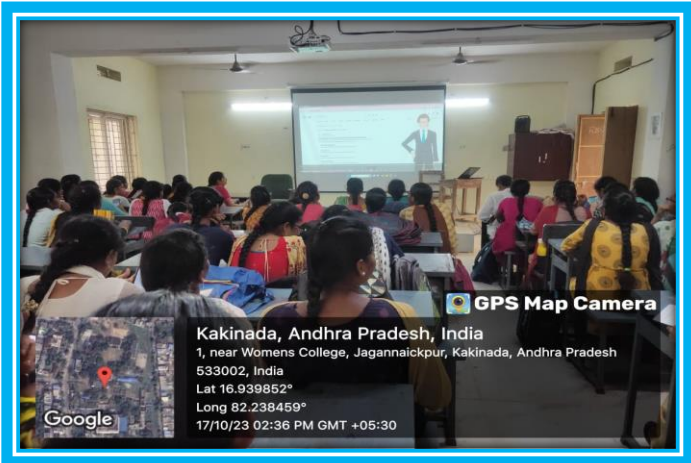 GPS Map Camera
Kakinada, Andhra Pradesh, India
1, near Womens College, Jagannaickpur, Kakinada, Andhra Pradesh
533002, India
Lat 16.939852°
Long 82.238459°
17/10/23 02:36 PM GMT +05:30
Google